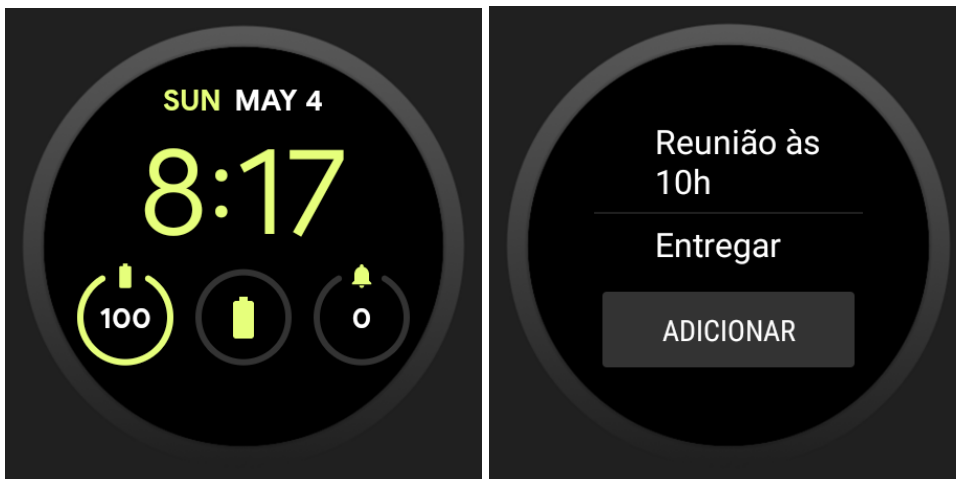 SUN MAY 4
8:17
100
0
Reunião às
10h
Entregar
ADICIONAR